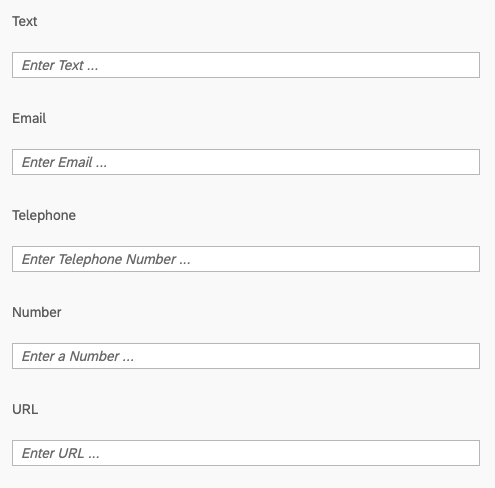 Text
Enter Text ...
Email
Enter Email ...
Telephone
Enter Telephone Number ...
Number
Enter a Number ...
URL
Enter URL ...